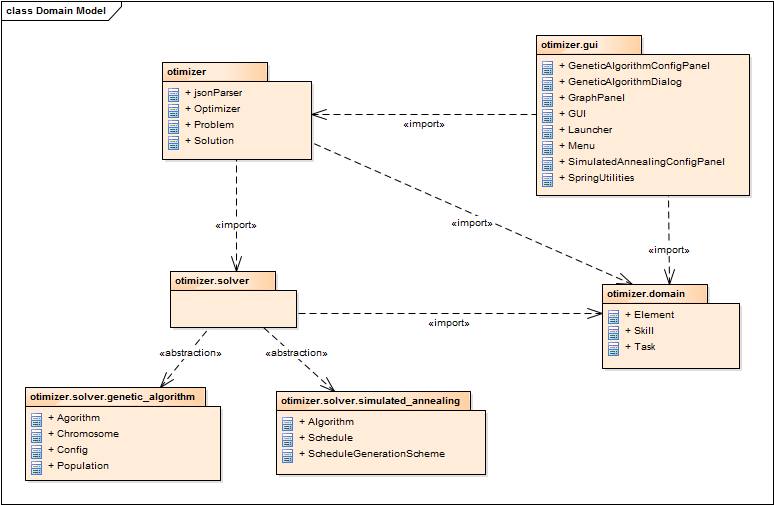 class Domain Model
otimizer
+ jsonParser
+ Optimizer
+ Problem
+ Solution
otimizer.gui
+ GeneticAlgorithmConfigPanel
+ GeneticAlgorithmDialog
+ GraphPanel
+ GUI
+ Launcher
+ Menu
+ SimulatedAnnealingConfigPanel
+ SpringUtilities
«import»
«import»
«import»
«import»
otimizer.solver
otimizer.domain
+ Element
+ Skill
+ Task
«import»
«abstraction»
«abstraction»
otimizer.solver.genetic_algorithm
+ Agorithm
+ Chromosome
+ Config
+ Population
otimizer.solver.simulated_annealing
+ Algorithm
+ Schedule
+ ScheduleGenerationScheme